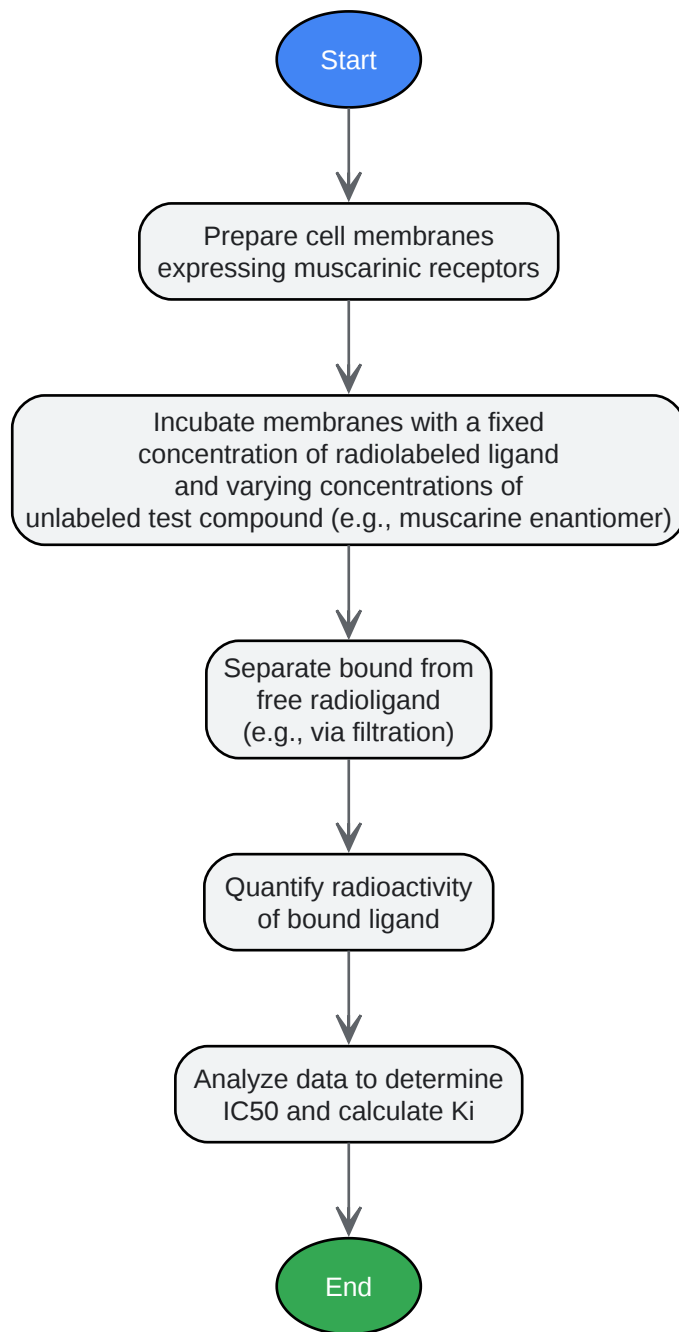 Start
Prepare cell membranes
expressing muscarinic receptors
Incubate membranes with a fixed
concentration of radiolabeled ligand
and varying concentrations of
unlabeled test compound (e.g., muscarine enantiomer)
Separate bound from
free radioligand
(e.g., via filtration)
Quantify radioactivity
of bound ligand
Analyze data to determine
IC50 and calculate Ki
End